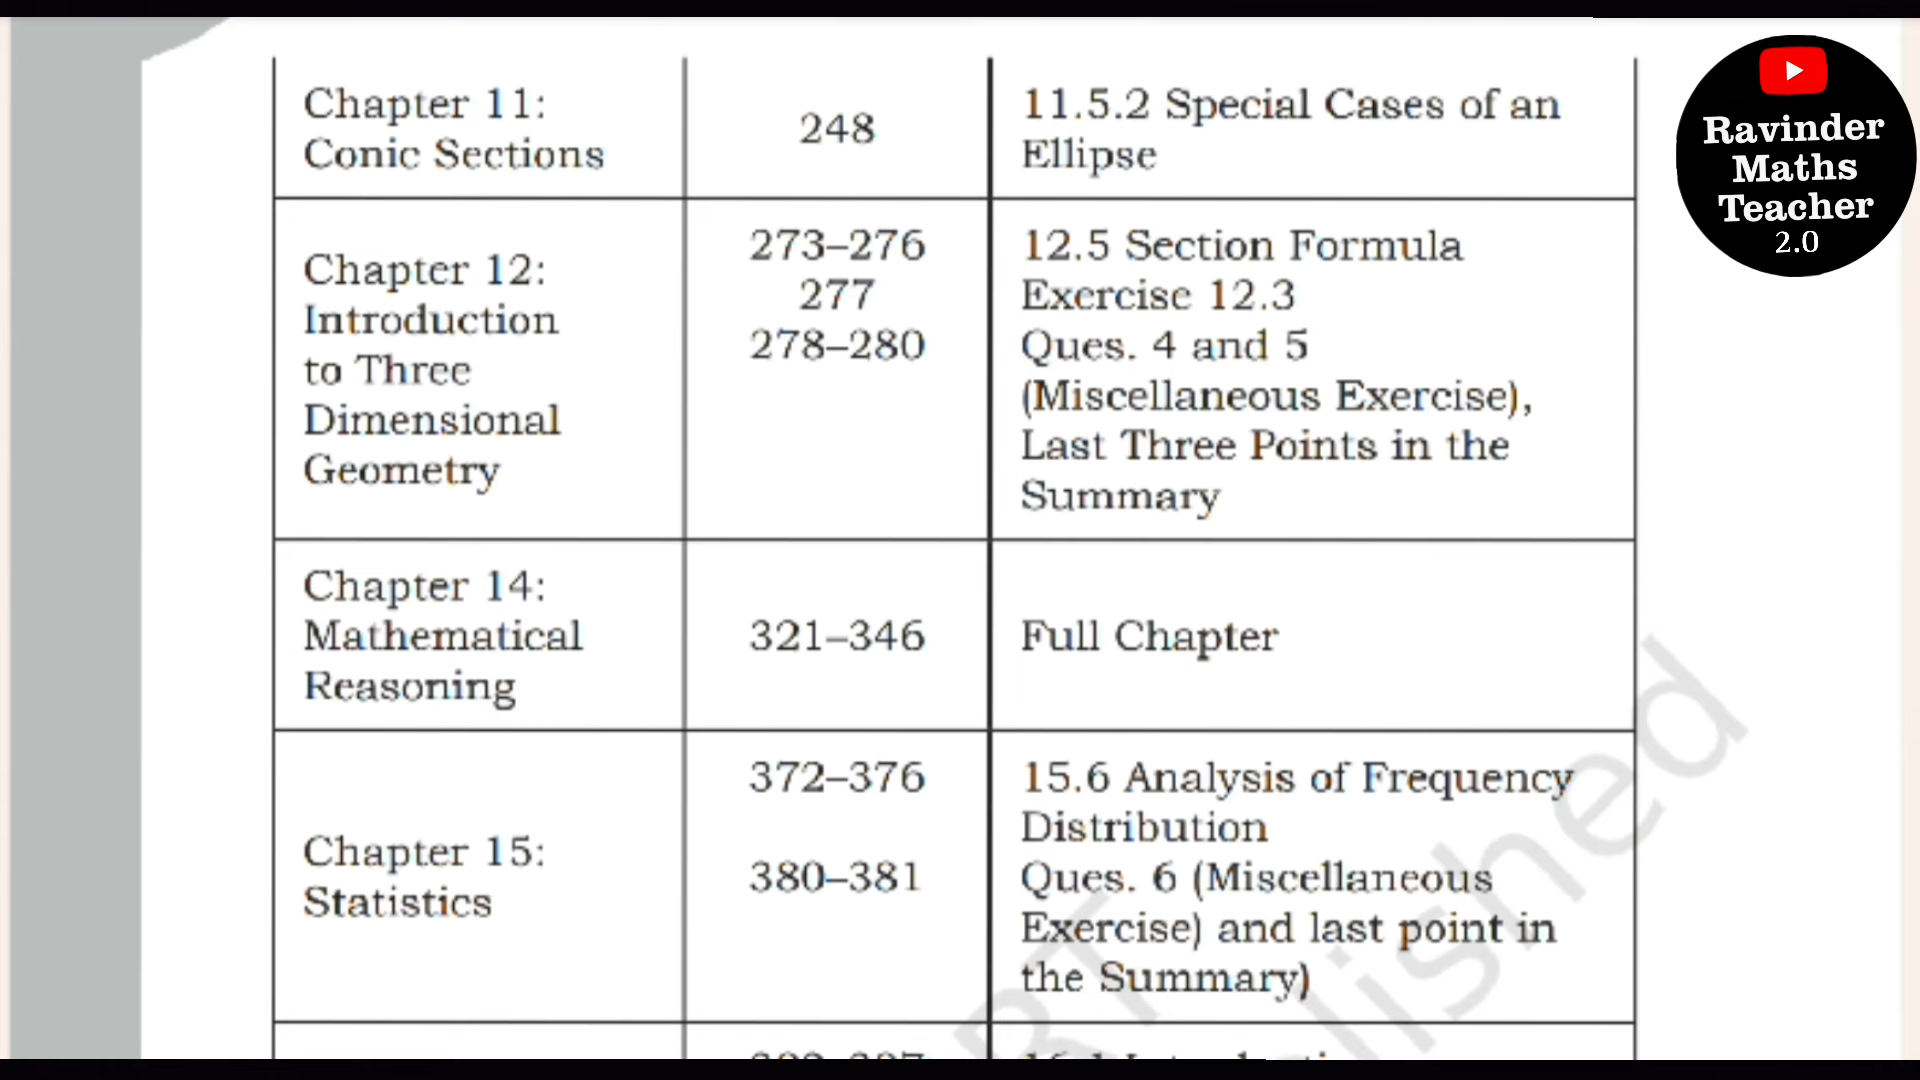 Chapter 11:
Conic Sections
248
11.5.2 Special Cases of an
Ellipse
Chapter 12:
Introduction
to Three
Dimensional
Geometry
273–276
277
278–280
12.5 Section Formula
Exercise 12.3
Ques. 4 and 5
(Miscellaneous Exercise),
Last Three Points in the
Summary
Chapter 14:
Mathematical
Reasoning
321–346
Full Chapter
Chapter 15:
Statistics
372–376
380–381
15.6 Analysis of Frequency
Distribution
Ques. 6 (Miscellaneous
Exercise) and last point in
the Summary)
Ravinder
Maths
Teacher
2.0